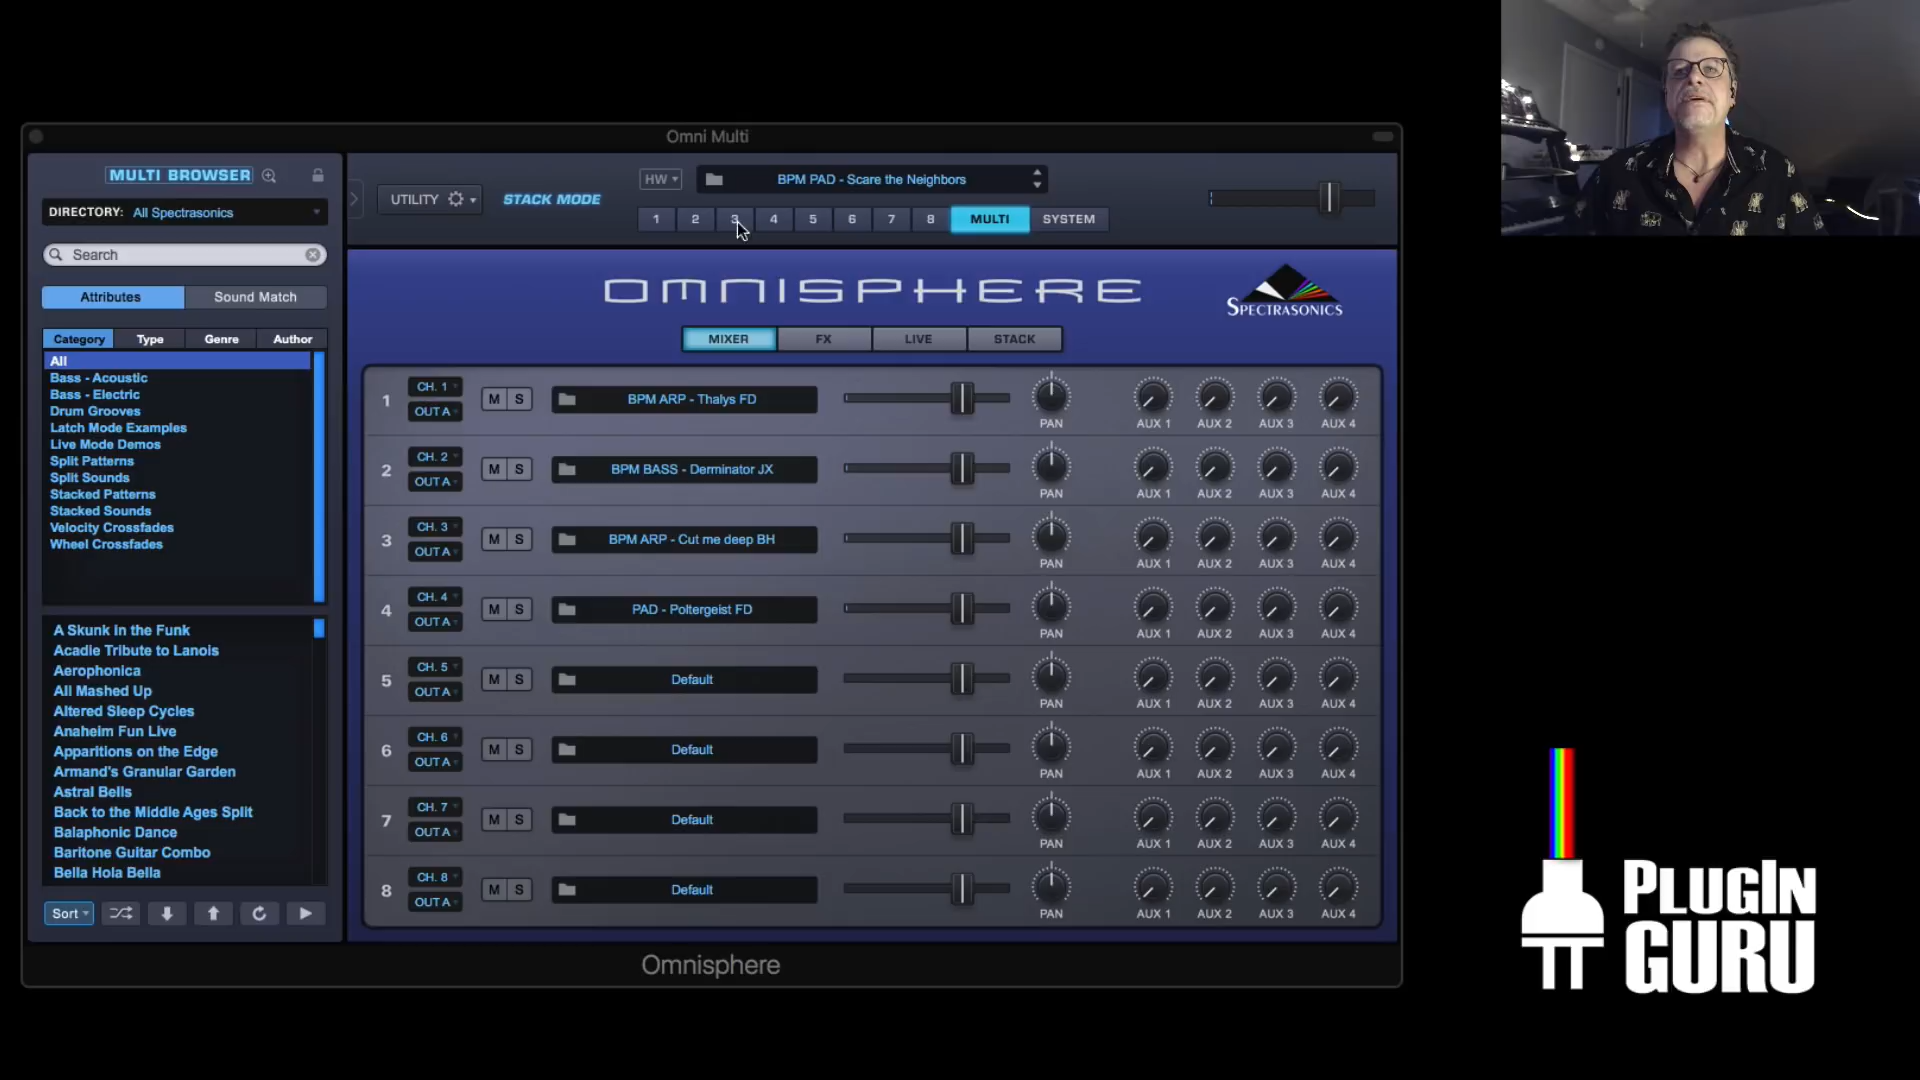 Omni Multi
MULTI BROWSER
DIRECTORY: All Spectrasonics
Search
Attributes
Sound Match
Category
Type
Genre
Author
All
Bass - Acoustic
Bass - Electric
Drum Grooves
Latch Mode Examples
Live Mode Demos
Split Patterns
Split Sounds
Stacked Patterns
Stacked Sounds
Velocity Crossfades
Wheel Crossfades
A Skunk in the Funk
Acadie Tribute to Lanois
Aerophonica
All Mashed Up
Altered Sleep Cycles
Anaheim Fun Live
Apparitions on the Edge
Armand's Granular Garden
Astral Bells
Back to the Middle Ages Split
Balaphonic Dance
Baritone Guitar Combo
Bella Hola Bella
Sort
UTILITY
STACK MODE
HW
BPM PAD - Scare the Neighbors
1 2 3 4 5 6 7 8 MULTI SYSTEM
OMNISPHERE
SPECTRASONICS
MIXER FX LIVE STACK
1 CH. 1 OUT A M S BPM ARP - Thalys FD PAN AUX 1 AUX 2 AUX 3 AUX 4
2 CH. 2 OUT A M S BPM BASS - Derminator JX PAN AUX 1 AUX 2 AUX 3 AUX 4
3 CH. 3 OUT A M S BPM ARP - Cut me deep BH PAN AUX 1 AUX 2 AUX 3 AUX 4
4 CH. 4 OUT A M S PAD - Poltergeist FD PAN AUX 1 AUX 2 AUX 3 AUX 4
5 CH. 5 OUT A M S Default PAN AUX 1 AUX 2 AUX 3 AUX 4
6 CH. 6 OUT A M S Default PAN AUX 1 AUX 2 AUX 3 AUX 4
7 CH. 7 OUT A M S Default PAN AUX 1 AUX 2 AUX 3 AUX 4
8 CH. 8 OUT A M S Default PAN AUX 1 AUX 2 AUX 3 AUX 4
Omnisphere
PLUGIN
GURU